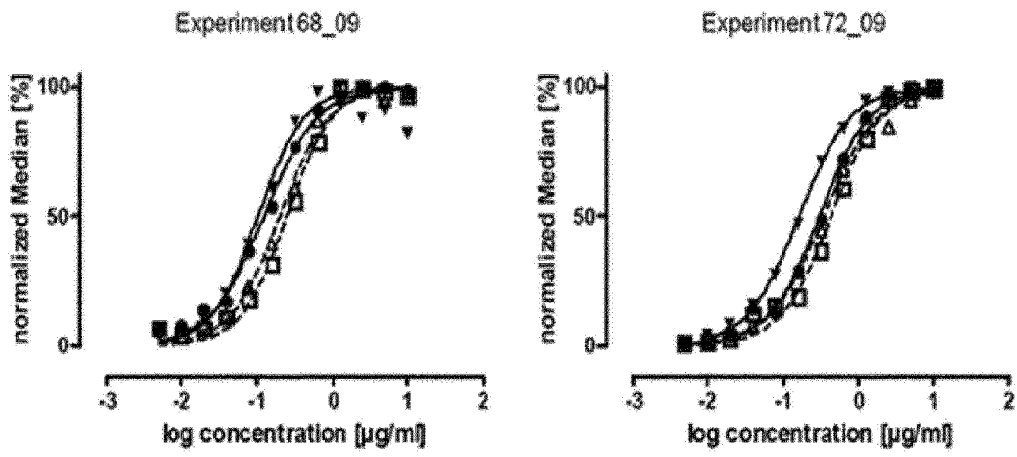 Experiment68_09
normalized Median [%]
100
50
0
-3 -2 -1 0 1 2
log concentration [µg/ml]
Experiment72_09
normalized Median [%]
100
50
0
-3 -2 -1 0 1 2
log concentration [µg/ml]